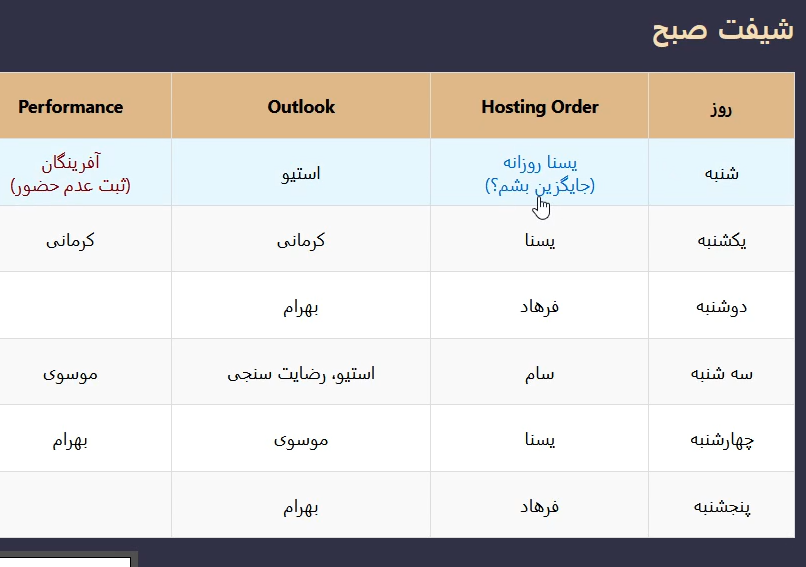 شیفت صبح
روز Hosting Order Outlook Performance
شنبه یسنا روزانه (جایگزین بشم؟) استیو آفرینگان (ثبت عدم حضور)
یکشنبه یسنا کرمانی کرمانی
دوشنبه فرهاد بهرام
سه شنبه سام استیو، رضایت سنجی موسوی
چهارشنبه یسنا موسوی بهرام
پنجشنبه فرهاد بهرام